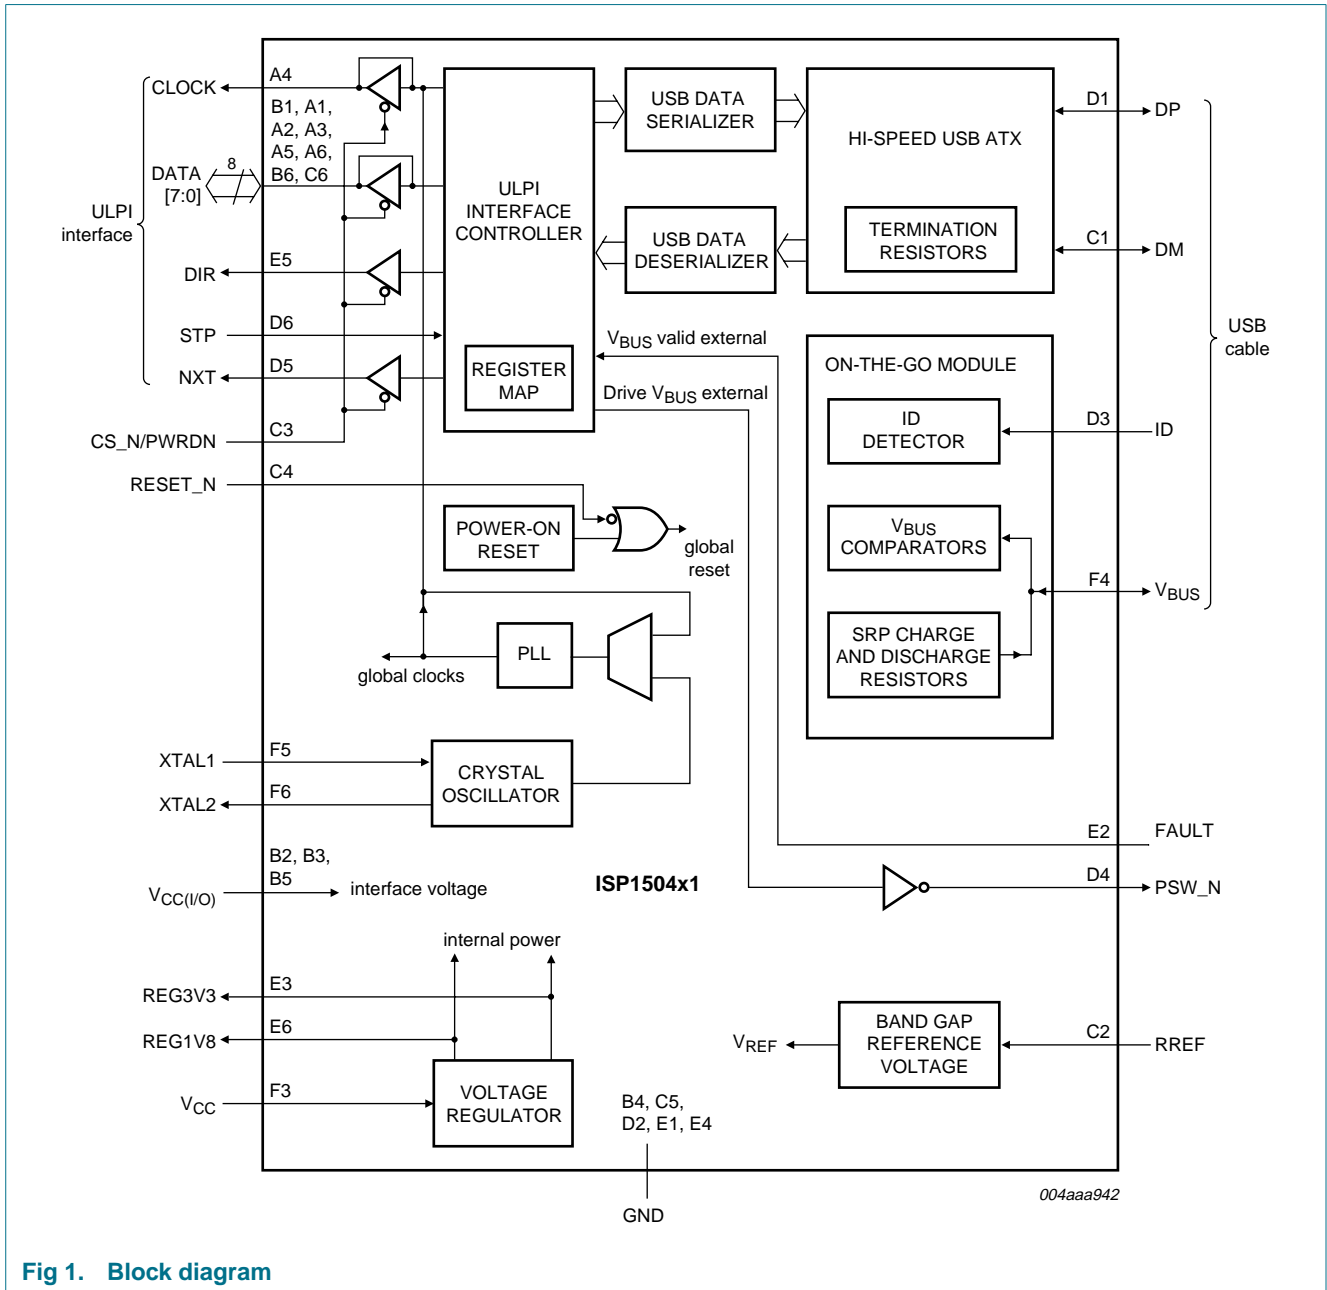 CLOCK
A4
B1, A1,
A2, A3,
A5, A6,
B6, C6
DATA
[7:0]
8
ULPI
interface
DIR
E5
STP
D6
NXT
D5
CS_N/PWRDN
C3
RESET_N
C4
ULPI
INTERFACE
CONTROLLER
REGISTER
MAP
USB DATA
SERIALIZER
USB DATA
DESERIALIZER
HI-SPEED USB ATX
TERMINATION
RESISTORS
D1
DP
C1
DM
USB
cable
VBUS valid external
Drive VBUS external
ON-THE-GO MODULE
ID
DETECTOR
D3
ID
VBUS
COMPARATORS
F4
VBUS
SRP CHARGE
AND DISCHARGE
RESISTORS
POWER-ON
RESET
global
reset
PLL
global clocks
XTAL1
F5
XTAL2
F6
CRYSTAL
OSCILLATOR
E2
FAULT
D4
PSW_N
B2, B3,
B5
VCC(I/O)
interface voltage
ISP1504x1
internal power
REG3V3
E3
REG1V8
E6
VCC
F3
VOLTAGE
REGULATOR
VREF
BAND GAP
REFERENCE
VOLTAGE
C2
RREF
B4, C5,
D2, E1, E4
GND
004aaa942
Fig 1. Block diagram